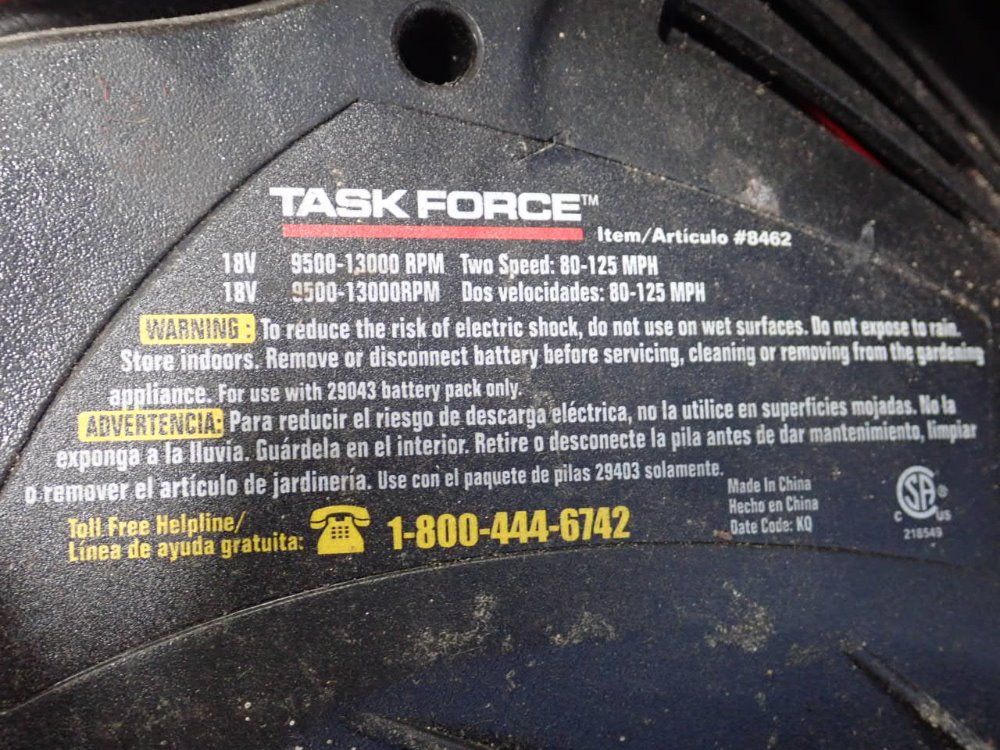 TASK FORCE™
Item/Artículo #8462
18V 9500-13000 RPM Two Speed: 80-125 MPH
18V 9500-13000RPM Dos velocidades: 80-125 MPH
WARNING : To reduce the risk of electric shock, do not use on wet surfaces. Do not expose to rain.
Store indoors. Remove or disconnect battery before servicing, cleaning or removing from the gardening
appliance. For use with 29043 battery pack only.
ADVERTENCIA: Para reducir el riesgo de descarga eléctrica, no la utilice en superficies mojadas. No la
exponga a la lluvia. Guárdela en el interior. Retire o desconecte la pila antes de dar mantenimiento, limpiar
o remover el artículo de jardinería. Use con el paquete de pilas 29403 solamente.
Toll Free Helpline/
Línea de ayuda gratuita: 1-800-444-6742
Made In China
Hecho en China
Date Code: KQ
SA®
C US
218549